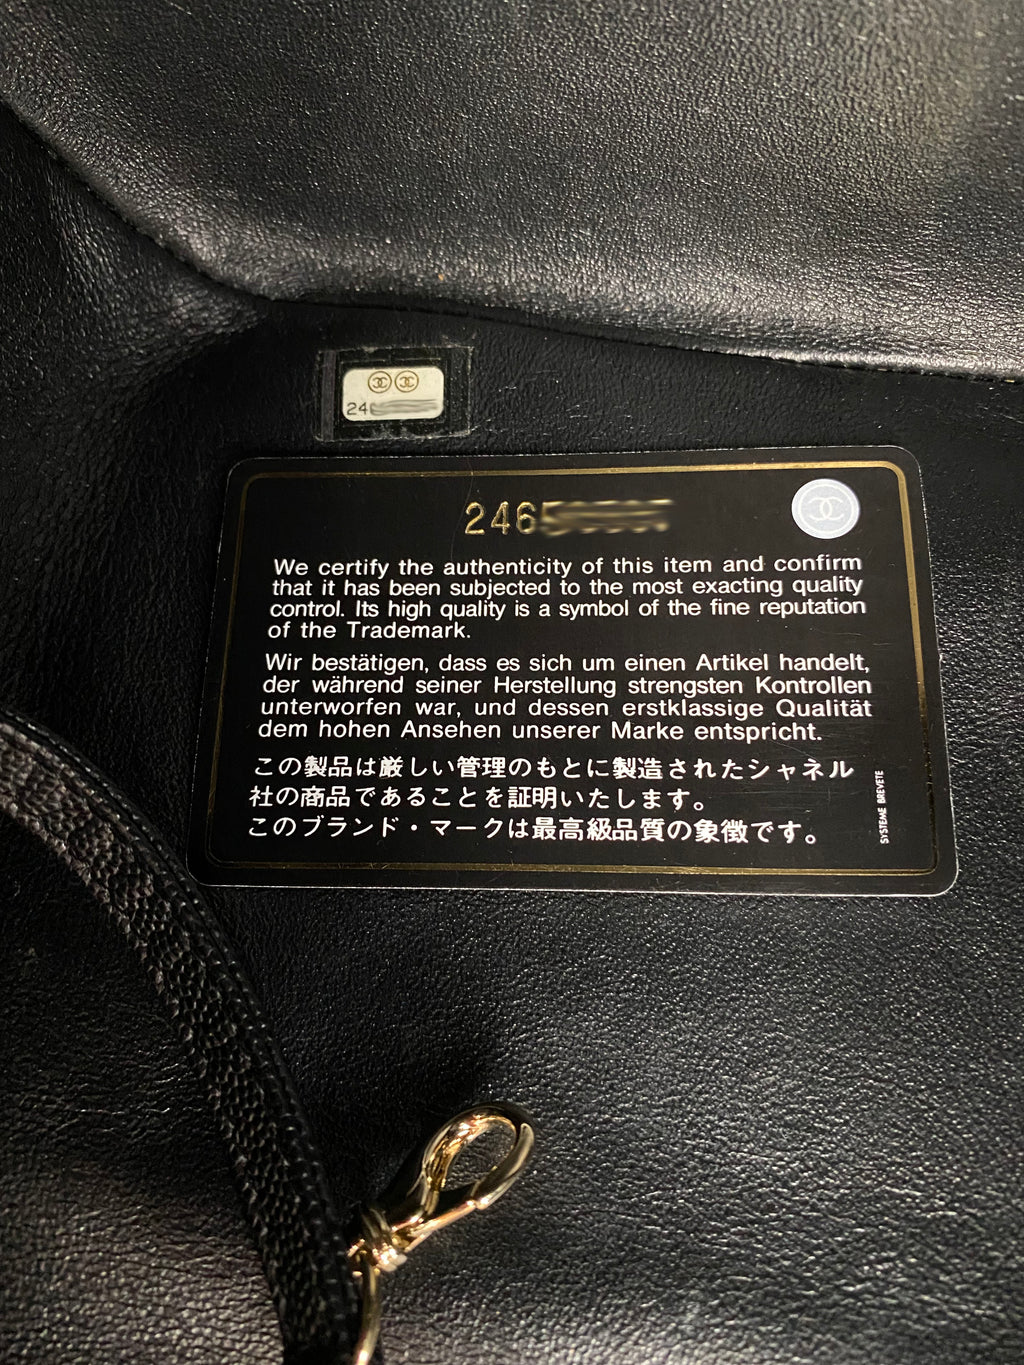 24
246
We certify the authenticity of this item and confirm
that it has been subjected to the most exacting quality
control. Its high quality is a symbol of the fine reputation
of the Trademark.
Wir bestätigen, dass es sich um einen Artikel handelt,
der während seiner Herstellung strengsten Kontrollen
unterworfen war, und dessen erstklassige Qualität
dem hohen Ansehen unserer Marke entspricht.
この製品は厳しい管理のもとに製造されたシャネル
社の商品であることを証明いたします。
このブランド・マークは最高級品質の象徴です。
SYSTEME BREVETE